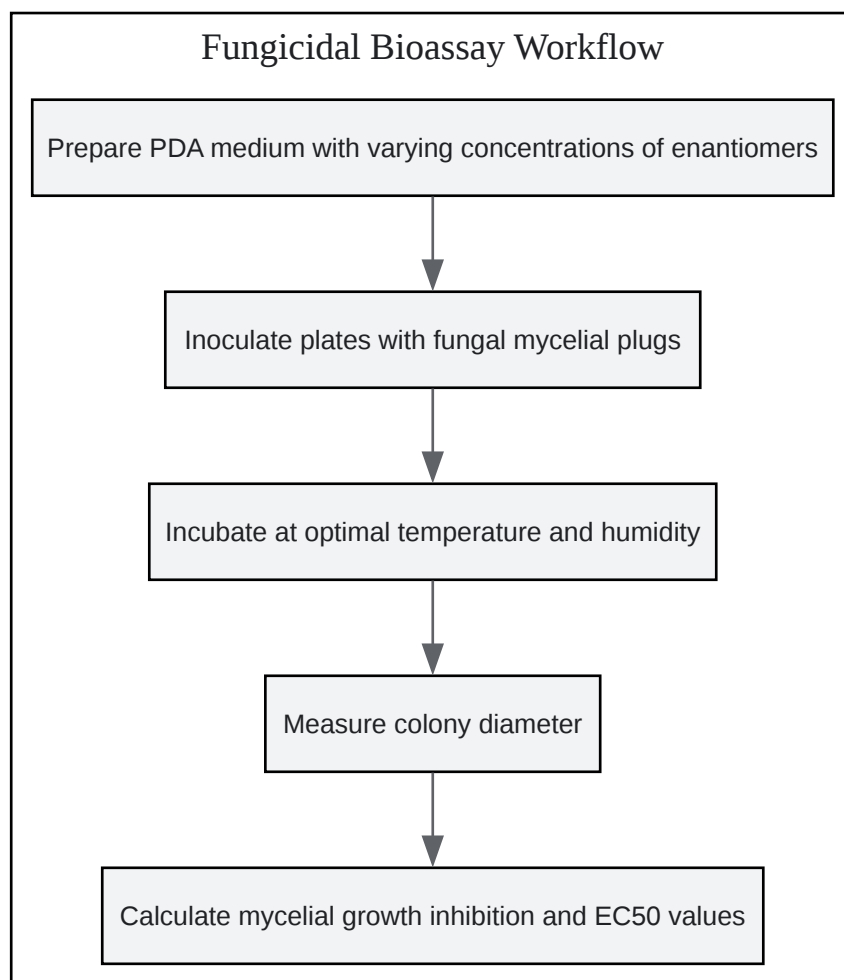 Fungicidal Bioassay Workflow
Prepare PDA medium with varying concentrations of enantiomers
Inoculate plates with fungal mycelial plugs
Incubate at optimal temperature and humidity
Measure colony diameter
Calculate mycelial growth inhibition and EC50 values